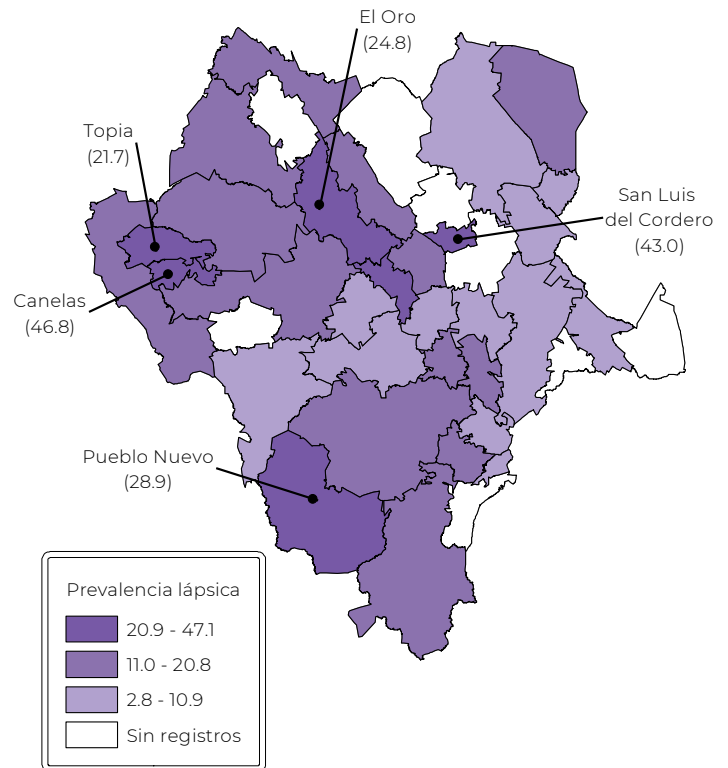 El Oro
(24.8)
Topia
(21.7)
San Luis
del Cordero
(43.0)
Canelas
(46.8)
Pueblo Nuevo
(28.9)
Prevalencia lápsica
20.9 - 47.1
11.0 - 20.8
2.8 - 10.9
Sin registros